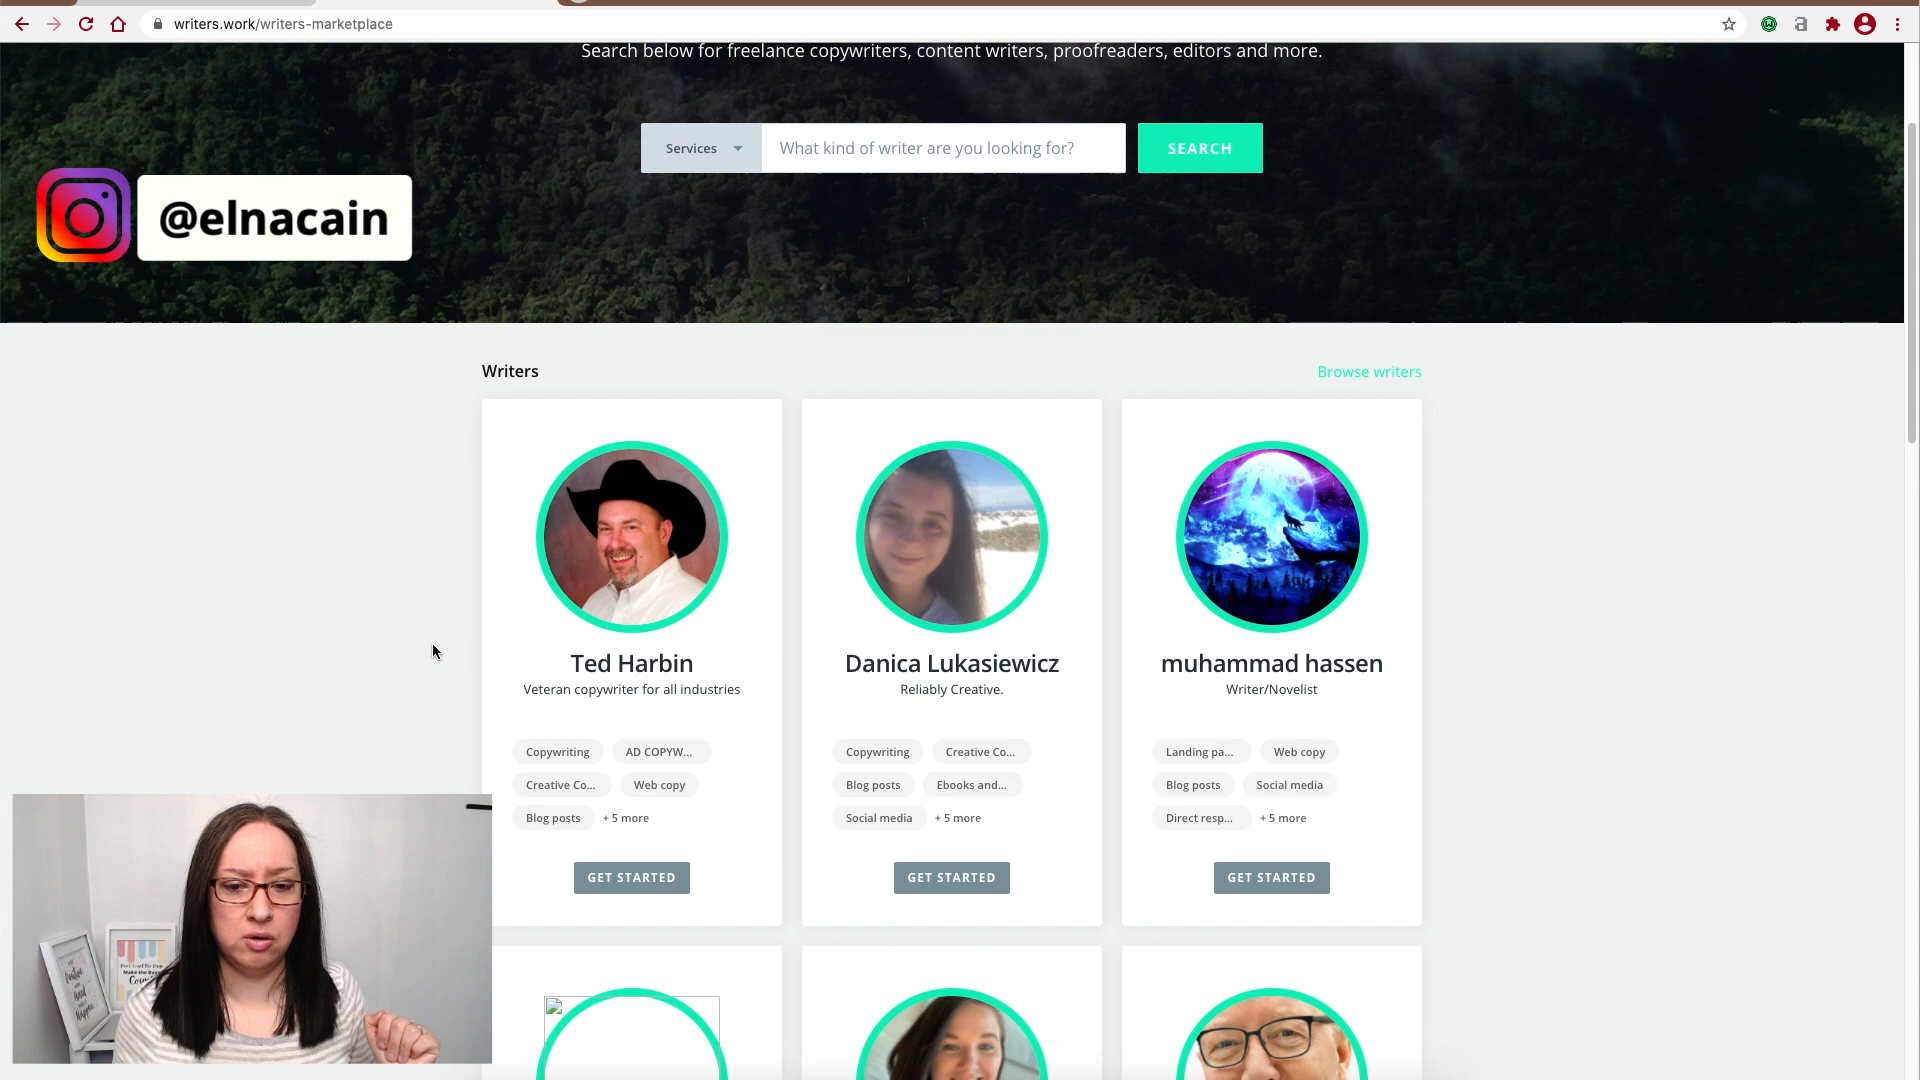 writers.work/writers-marketplace
Search below for freelance copywriters, content writers, proofreaders, editors and more.
Services
What kind of writer are you looking for?
SEARCH
@elnacain
Writers
Browse writers
Ted Harbin
Veteran copywriter for all industries
Copywriting
AD COPYW...
Creative Co...
Web copy
Blog posts
+ 5 more
GET STARTED
Danica Lukasiewicz
Reliably Creative.
Copywriting
Creative Co...
Blog posts
Ebooks and...
Social media
+ 5 more
GET STARTED
muhammad hassen
Writer/Novelist
Landing pa...
Web copy
Blog posts
Social media
Direct resp...
+ 5 more
GET STARTED
Make the Days